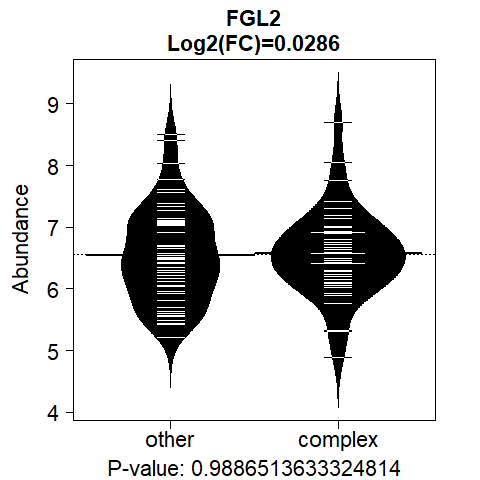 FGL2
Log2(FC)=0.0286
Abundance
9
8
7
6
5
4
other complex
P-value: 0.9886513633324814